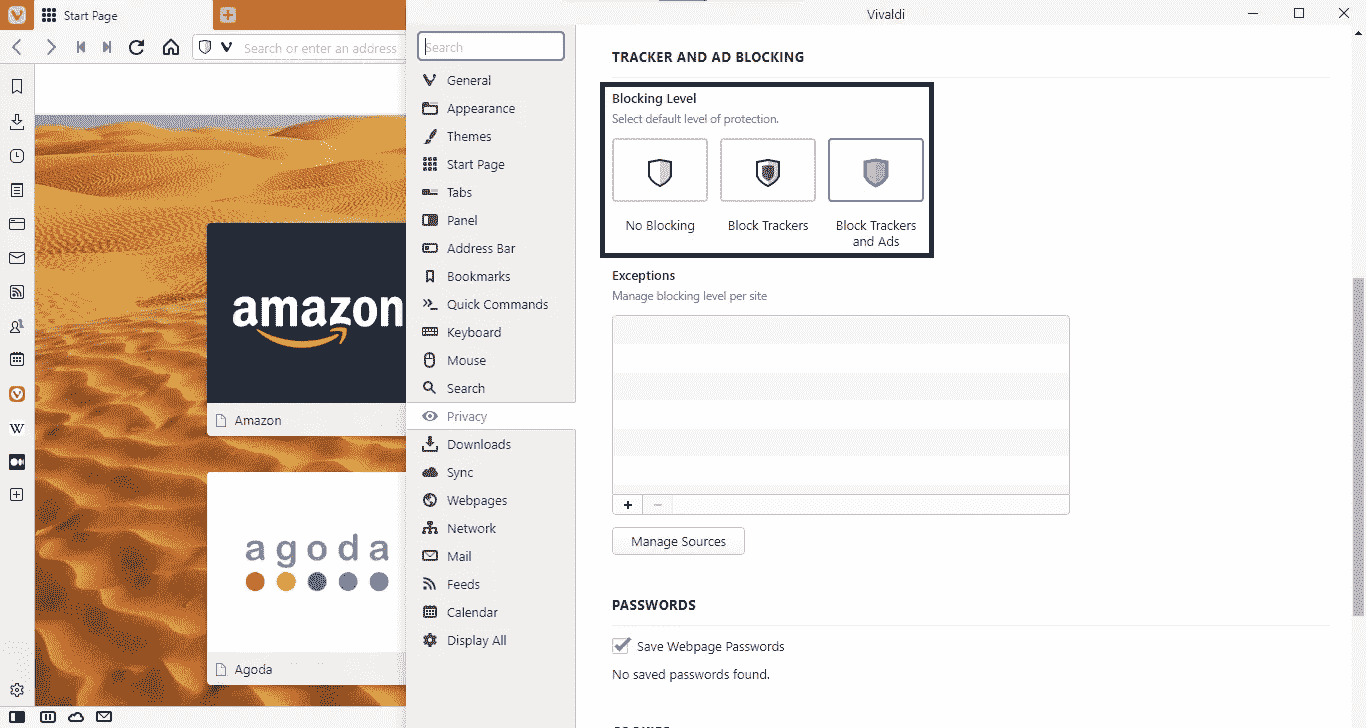 Start Page
Vivaldi
Search or enter an address
Search
General
Appearance
Themes
Start Page
Tabs
Panel
Address Bar
Bookmarks
Quick Commands
Keyboard
Mouse
Search
Privacy
Downloads
Sync
Webpages
Network
Mail
Feeds
Calendar
Display All
amazon
Amazon
agoda
Agoda
W
TRACKER AND AD BLOCKING
Blocking Level
Select default level of protection.
No Blocking
Block Trackers
Block Trackers
and Ads
Exceptions
Manage blocking level per site
+ −
Manage Sources
PASSWORDS
Save Webpage Passwords
No saved passwords found.